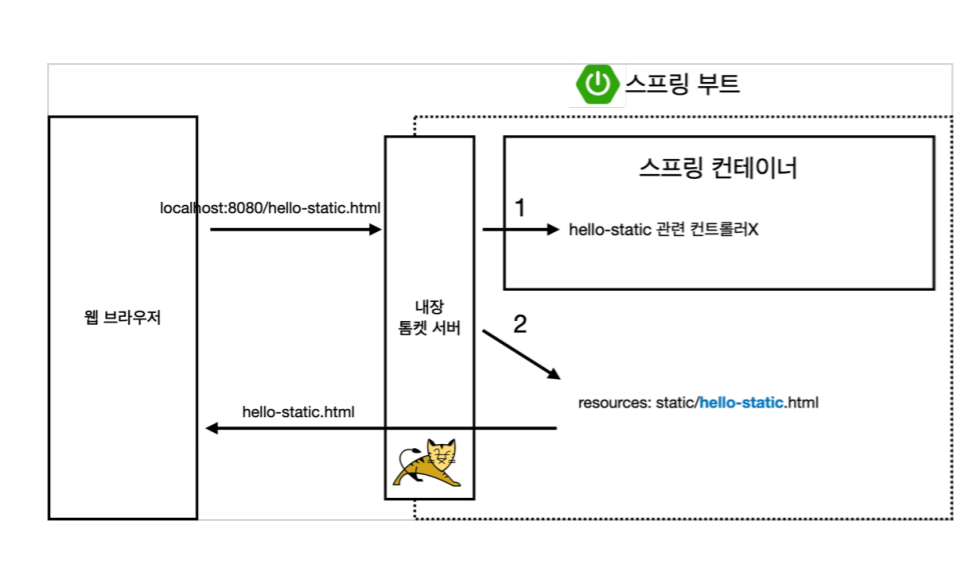 스프링 부트
스프링 컨테이너
localhost:8080/hello-static.html
1
hello-static 관련 컨트롤러X
웹 브라우저
내장
톰켓 서버
2
resources: static/hello-static.html
hello-static.html